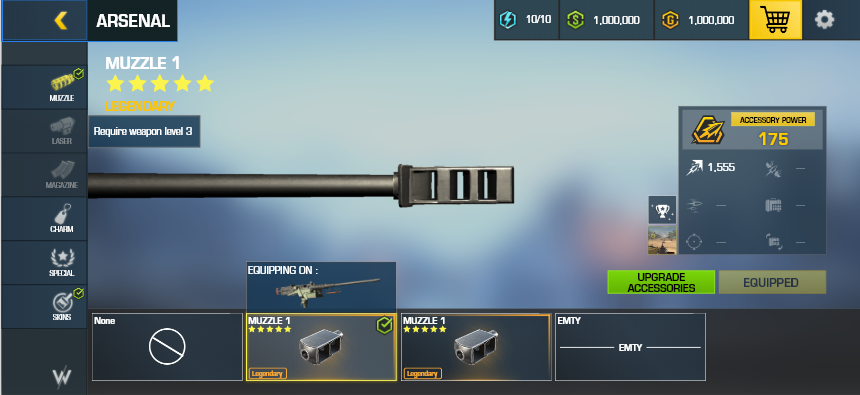 ARSENAL
10/10
1,000,000
1,000,000
MUZZLE 1
LEGENDARY
Require weapon level 3
MUZZLE
LASER
MAGAZINE
CHARM
SPECIAL
SKINS
W
ACCESSORY POWER
175
1,555
UPGRADE
ACCESSORIES
EQUIPPED
EQUIPPING ON :
None
MUZZLE 1
Legendary
MUZZLE 1
Legendary
EMTY
EMTY